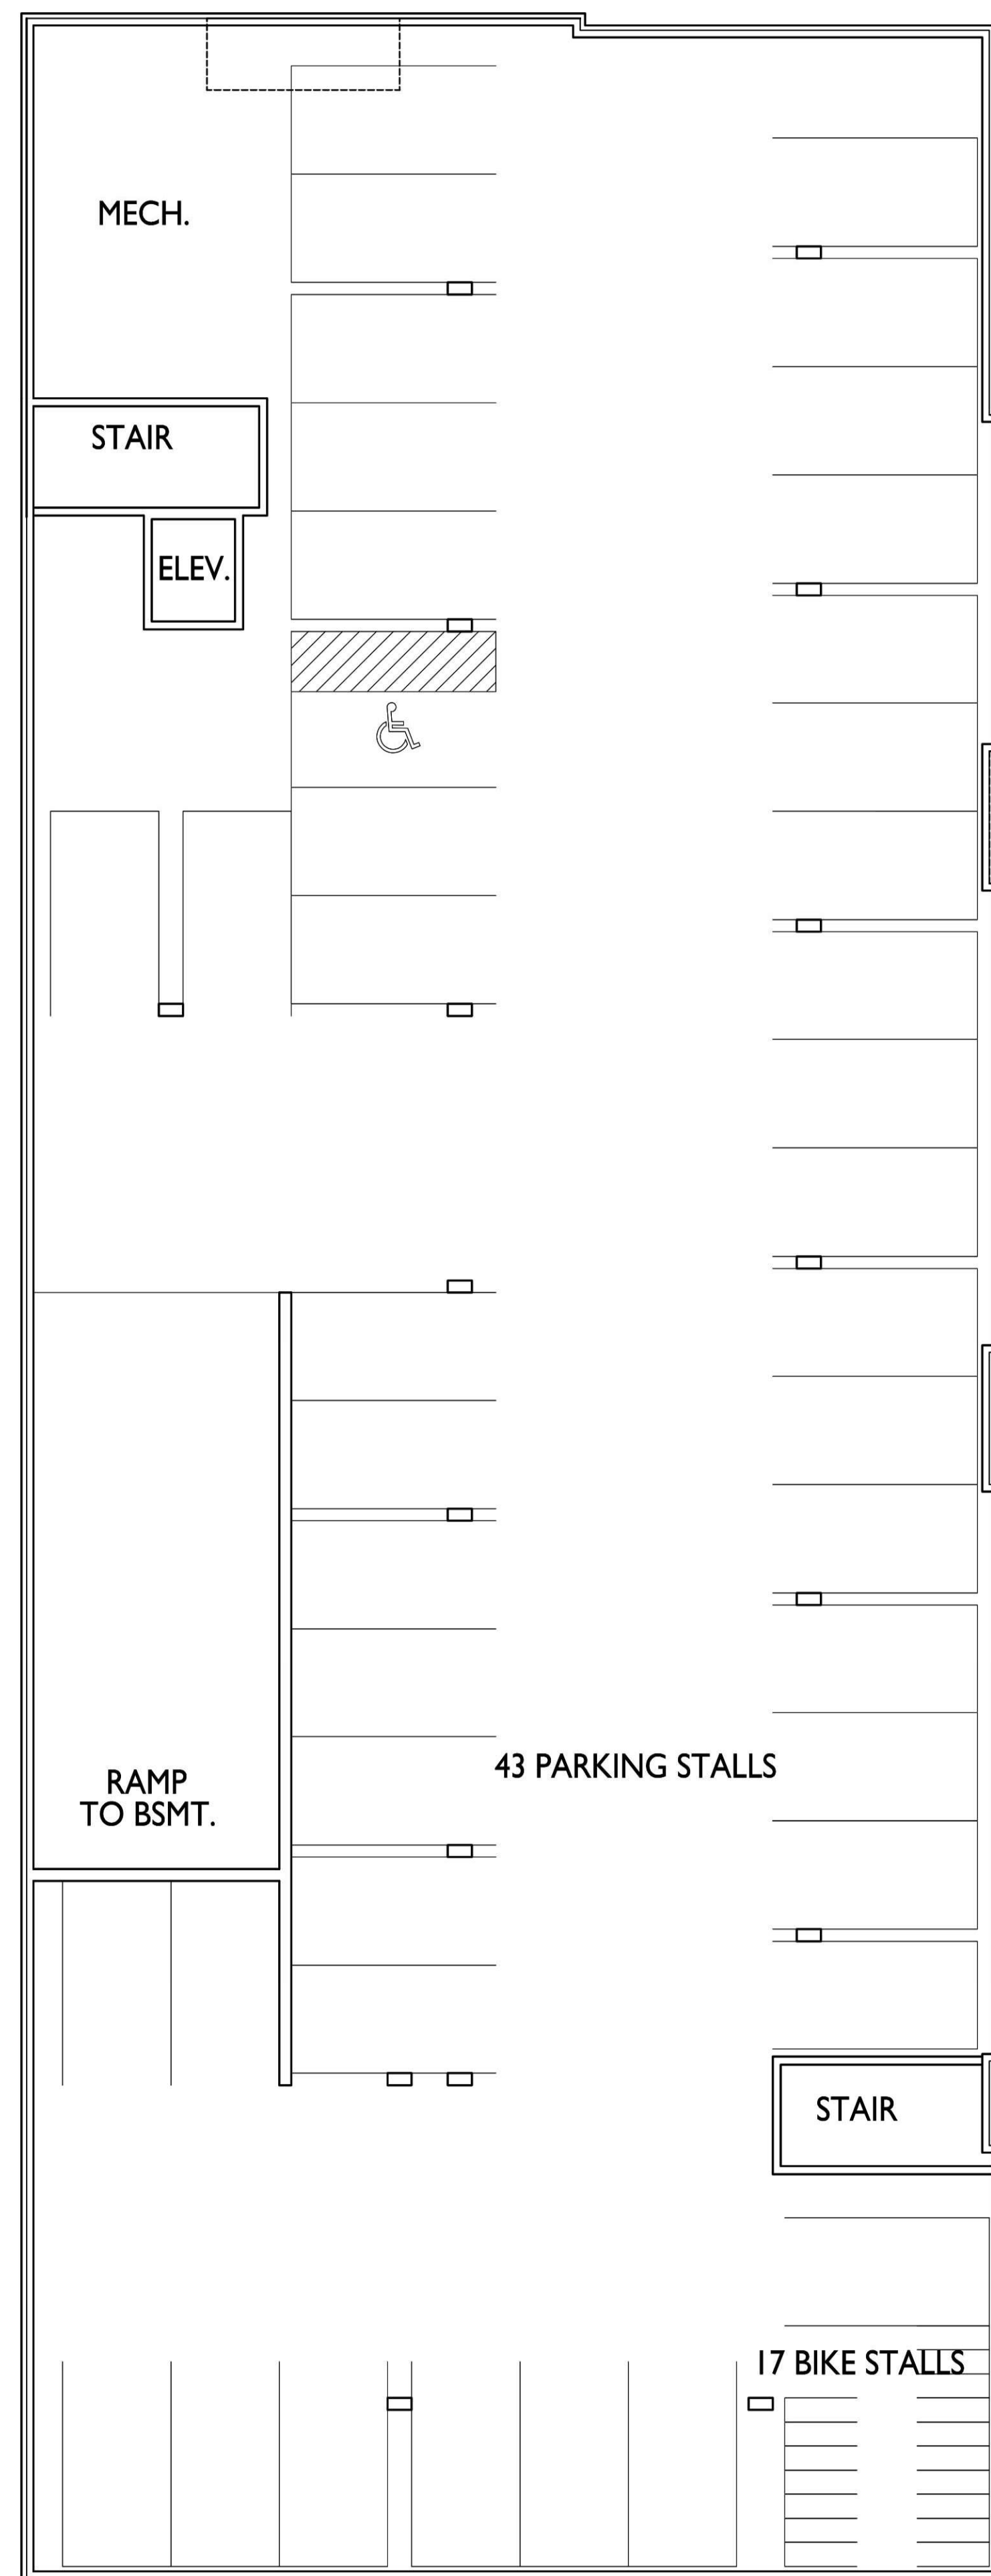 MECH.
STAIR
ELEV.
43 PARKING STALLS
RAMP
TO BSMT.
STAIR
17 BIKE STALLS